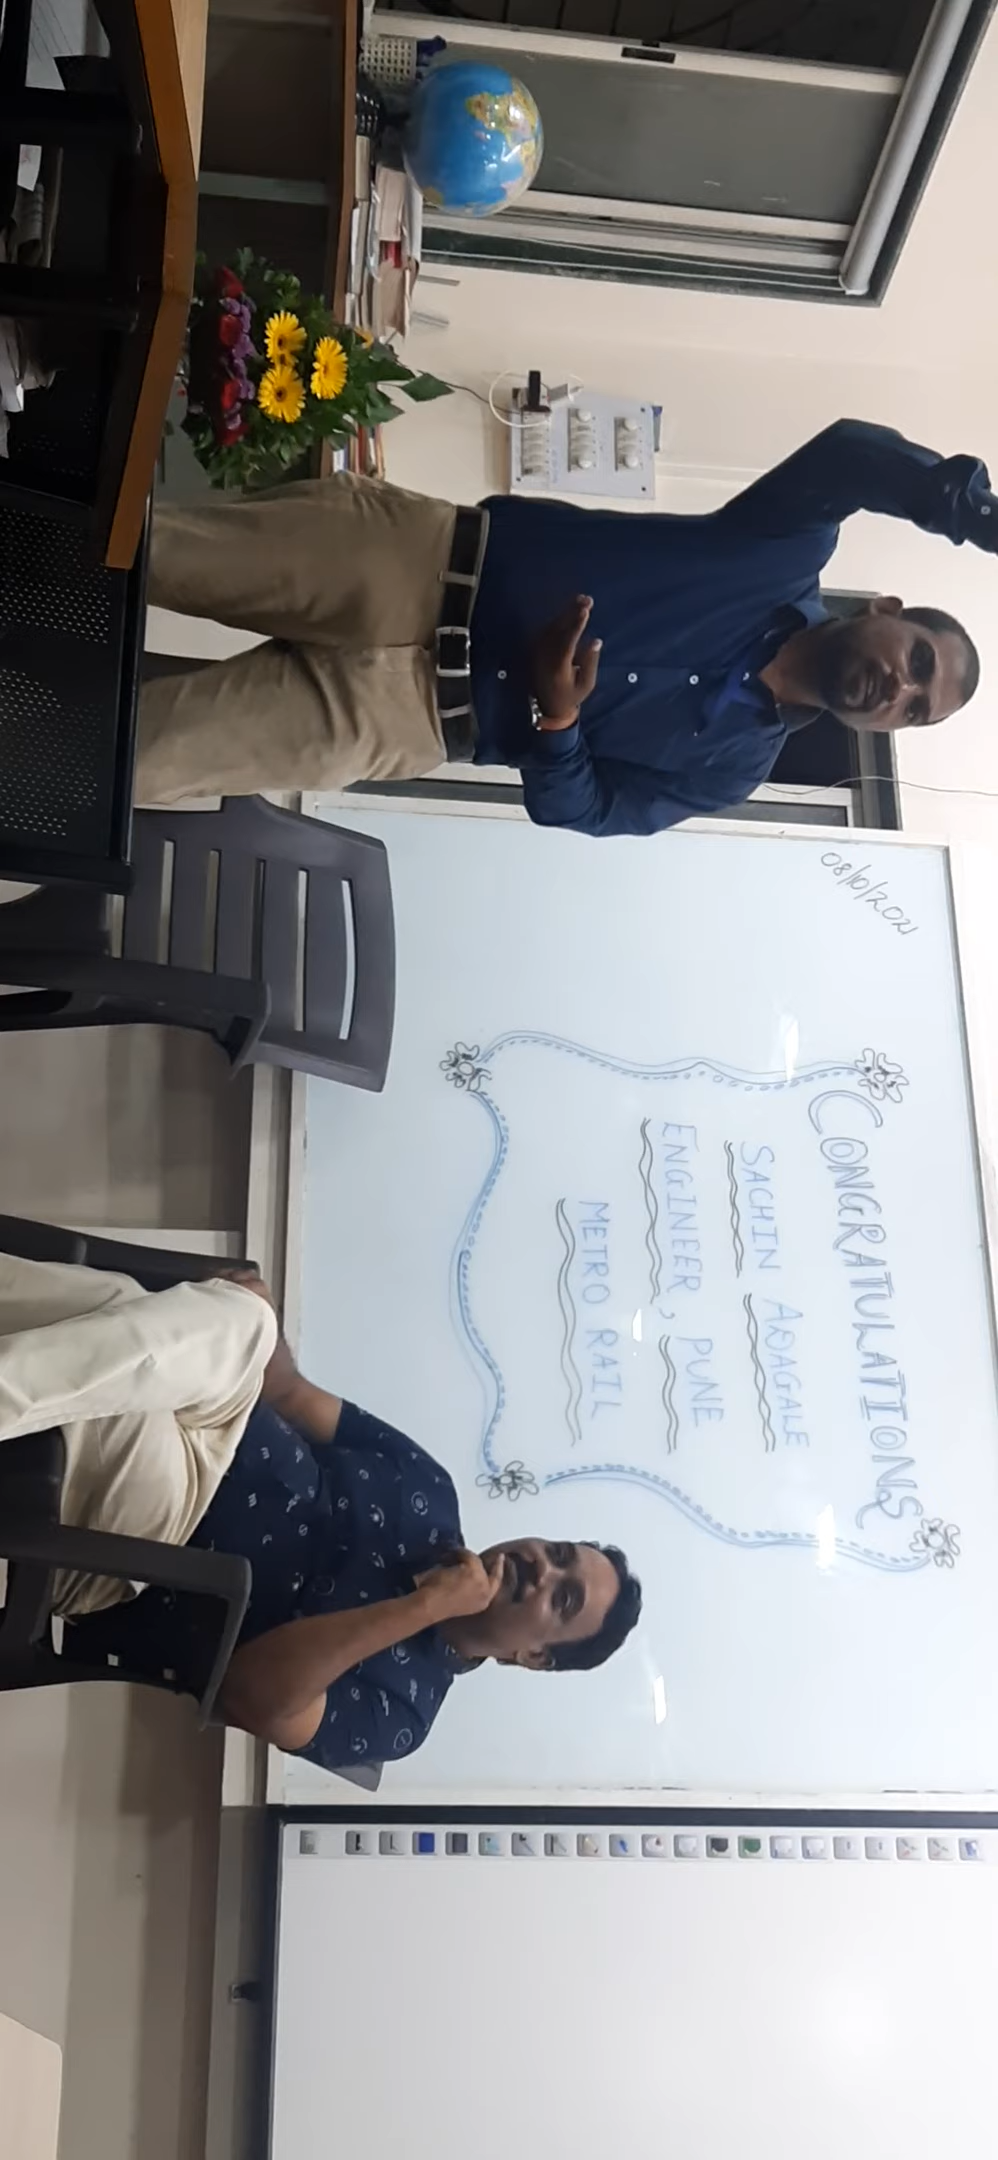 08/10/2021
CONGRATULATIONS
SACHIN ADAGALE
ENGINEER, PUNE
METRO RAIL